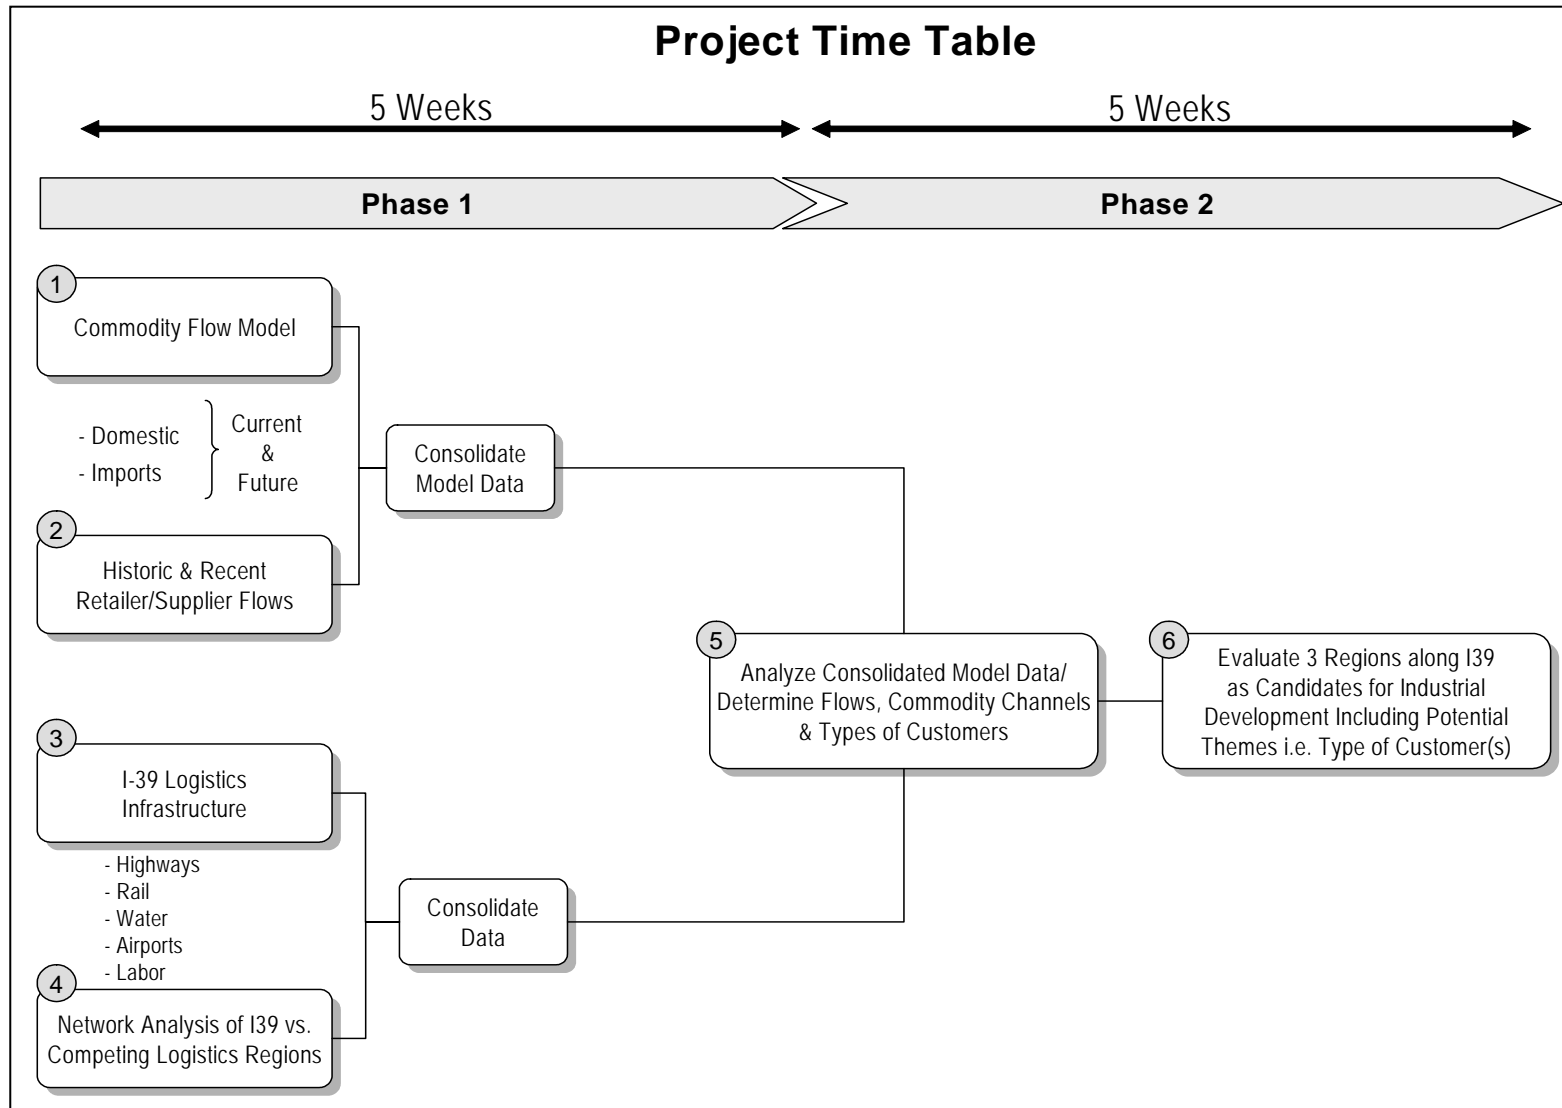 Project Time Table
5 Weeks
5 Weeks
Phase 1
Phase 2
1
Commodity Flow Model
- Domestic
- Imports
Current
&
Future
Consolidate
Model Data
2
Historic & Recent
Retailer/Supplier Flows
3
I-39 Logistics
Infrastructure
- Highways
- Rail
- Water
- Airports
- Labor
Consolidate
Data
4
Network Analysis of I39 vs.
Competing Logistics Regions
5
Analyze Consolidated Model Data/
Determine Flows, Commodity Channels
& Types of Customers
6
Evaluate 3 Regions along I39
as Candidates for Industrial
Development Including Potential
Themes i.e. Type of Customer(s)